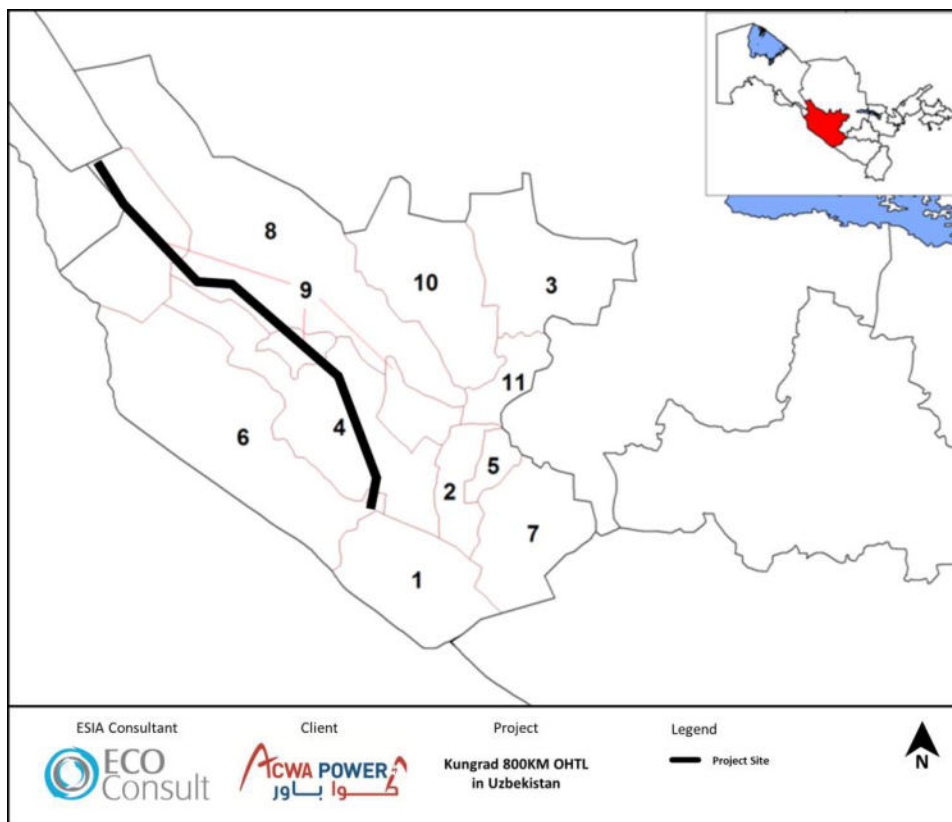 8
10
3
9
11
6
4
5
2
7
1
ESIA Consultant
Client
Project
Legend
ECO
Consult
ACWA POWER
أكوا باور
Kungrad 800KM OHTL
in Uzbekistan
Project Site
N